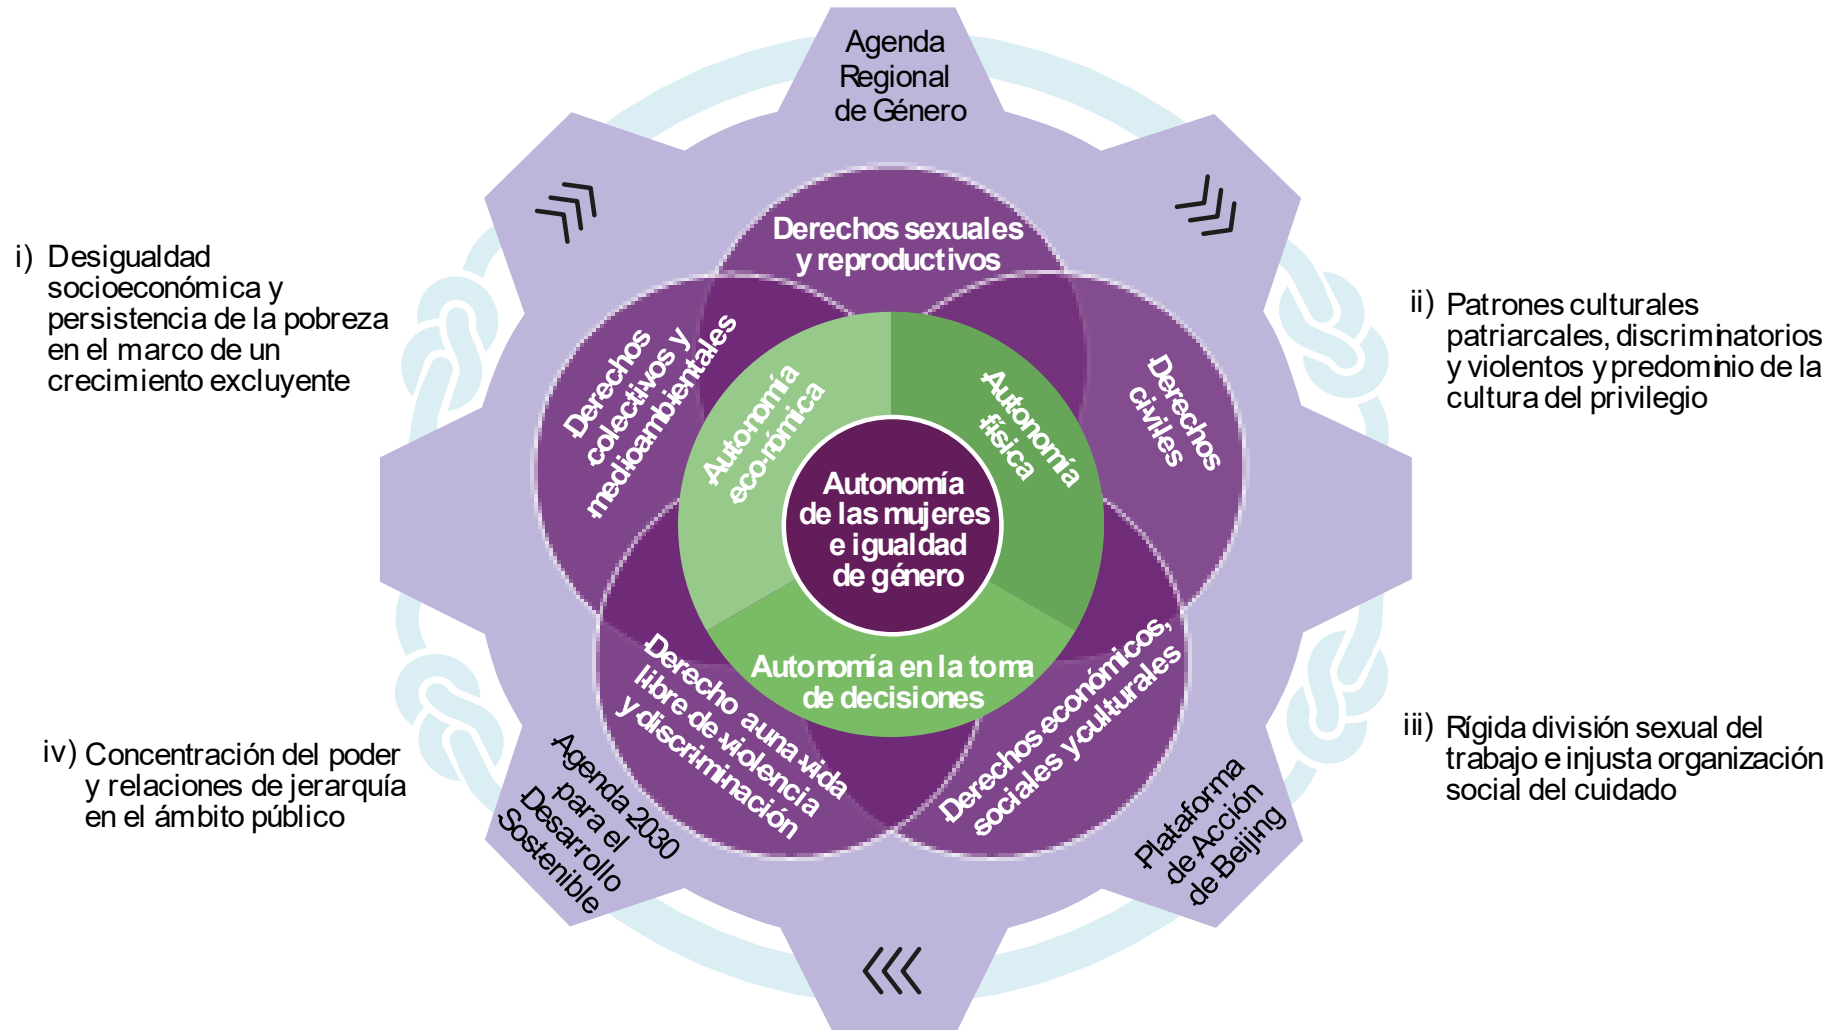 Agenda
Regional
de Género
i) Desigualdad
socioeconómica y
persistencia de la pobreza
en el marco de un
crecimiento excluyente
ii) Patrones culturales
patriarcales, discriminatorios
y violentos y predominio de la
cultura del privilegio
Derechos sexuales
y reproductivos
Derechos
colectivos y
medioambientales
Derechos
civiles
Autonomía
económica
Autonomía
física
Autonomía
de las mujeres
e igualdad
de género
Autonomía en la toma
de decisiones
Derecho a una vida
libre de violencia
y discriminación
Derechos económicos,
sociales y culturales
iv) Concentración del poder
y relaciones de jerarquía
en el ámbito público
iii) Rígida división sexual del
trabajo e injusta organización
social del cuidado
Agenda 2030
para el
Desarrollo
Sostenible
Plataforma
de Acción
de Beijing